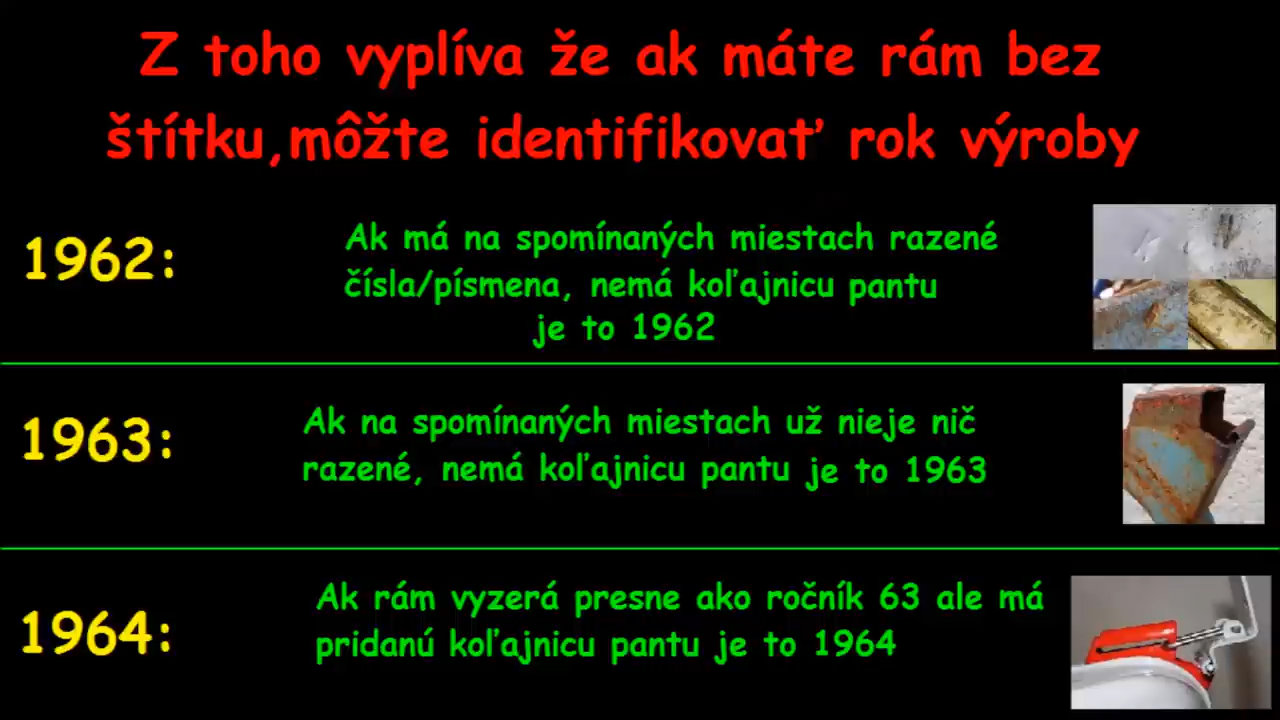 Z toho vyplíva že ak máte rám bez
štítku,môžte identifikovať rok výroby
1962:
Ak má na spomínaných miestach razené
čísla/písmena, nemá koľajnicu pantu
je to 1962
1963:
Ak na spomínaných miestach už nieje nič
razené, nemá koľajnicu pantu je to 1963
1964:
Ak rám vyzerá presne ako ročník 63 ale má
pridanú koľajnicu pantu je to 1964